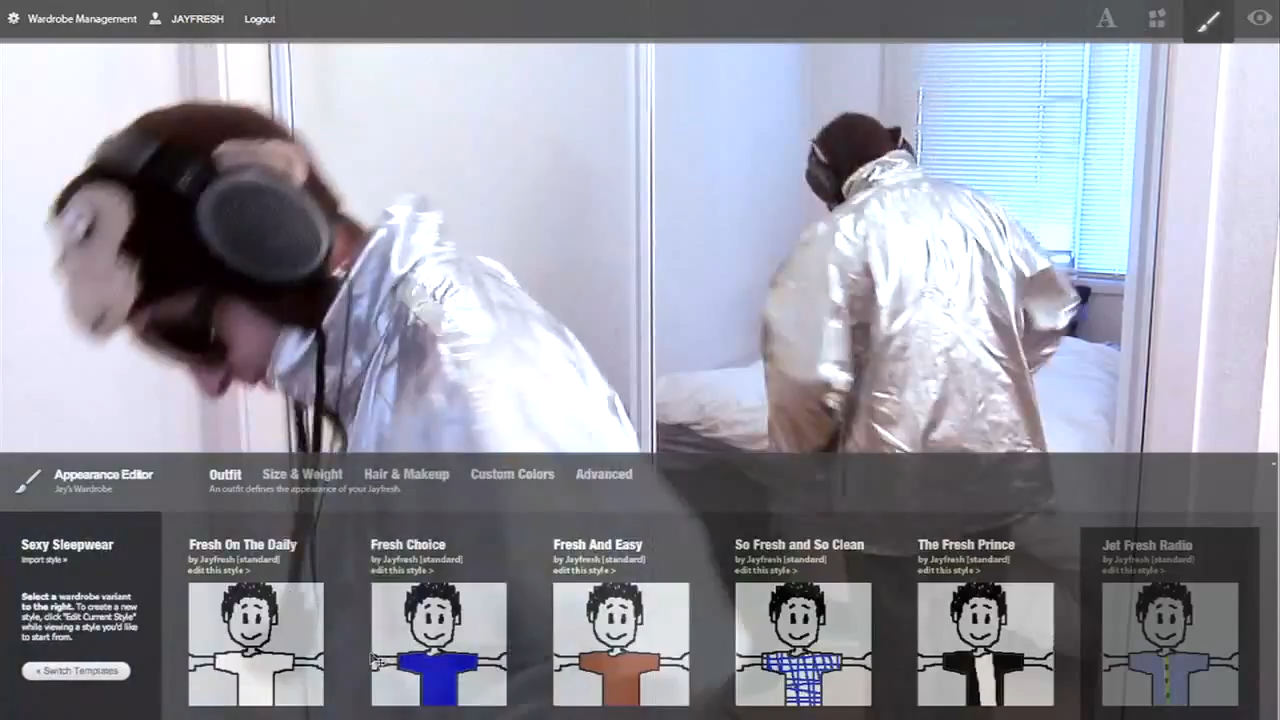 Wardrobe Management JAYFRESH Logout
A
Appearance Editor
Jay's Wardrobe
Outfit Size & Weight Hair & Makeup Custom Colors Advanced
An outfit defines the appearance of your Jayfresh.
Sexy Sleepwear
import style »
Select a wardrobe variant
to the right. To create a new
style, click "Edit Current Style"
while viewing a style you'd like
to start from.
« Switch Templates
Fresh On The Daily
by Jayfresh [standard]
edit this style >
Fresh Choice
by Jayfresh [standard]
edit this style >
Fresh And Easy
by Jayfresh [standard]
edit this style >
So Fresh and So Clean
by Jayfresh [standard]
edit this style >
The Fresh Prince
by Jayfresh [standard]
edit this style >
Jet Fresh Radio
by Jayfresh [standard]
edit this style >